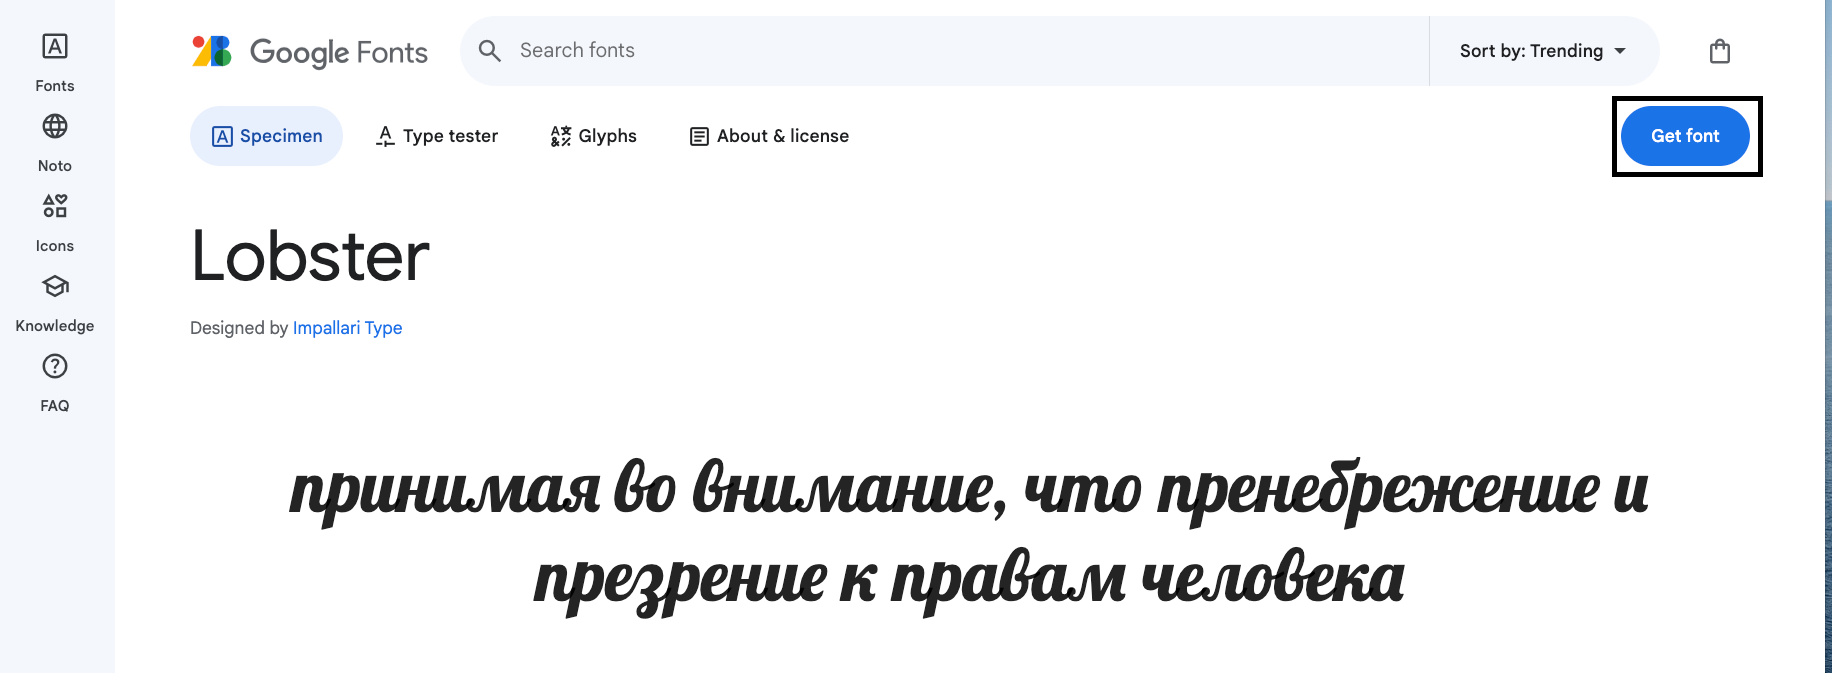 Fonts
Noto
Icons
Knowledge
FAQ
Google Fonts
Search fonts
Sort by: Trending
Specimen
Type tester
Glyphs
About & license
Get font
Lobster
Designed by Impallari Type
принимая во внимание, что пренебрежение и
презрение к правам человека